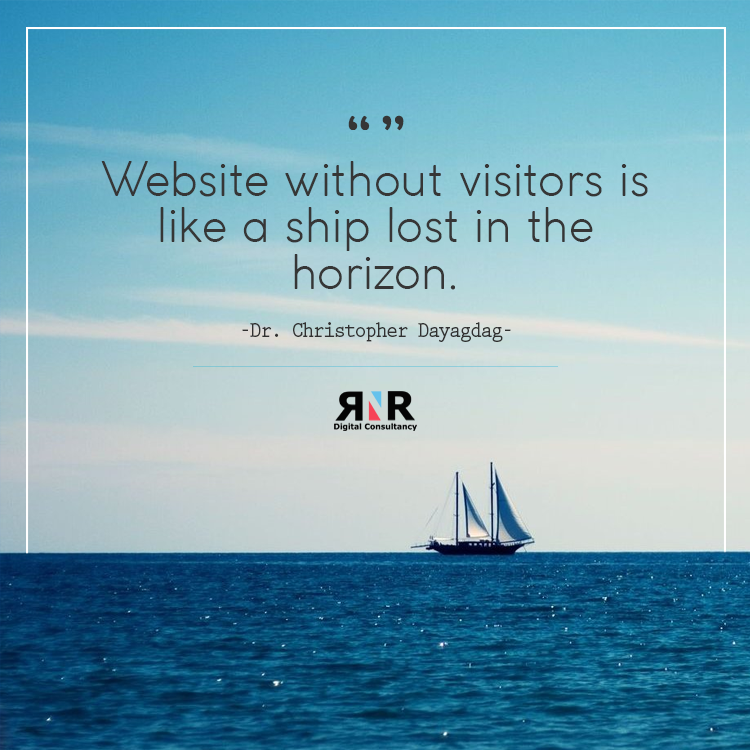 “ ”
Website without visitors is
like a ship lost in the
horizon.
-Dr. Christopher Dayagdag-
RNR
Digital Consultancy